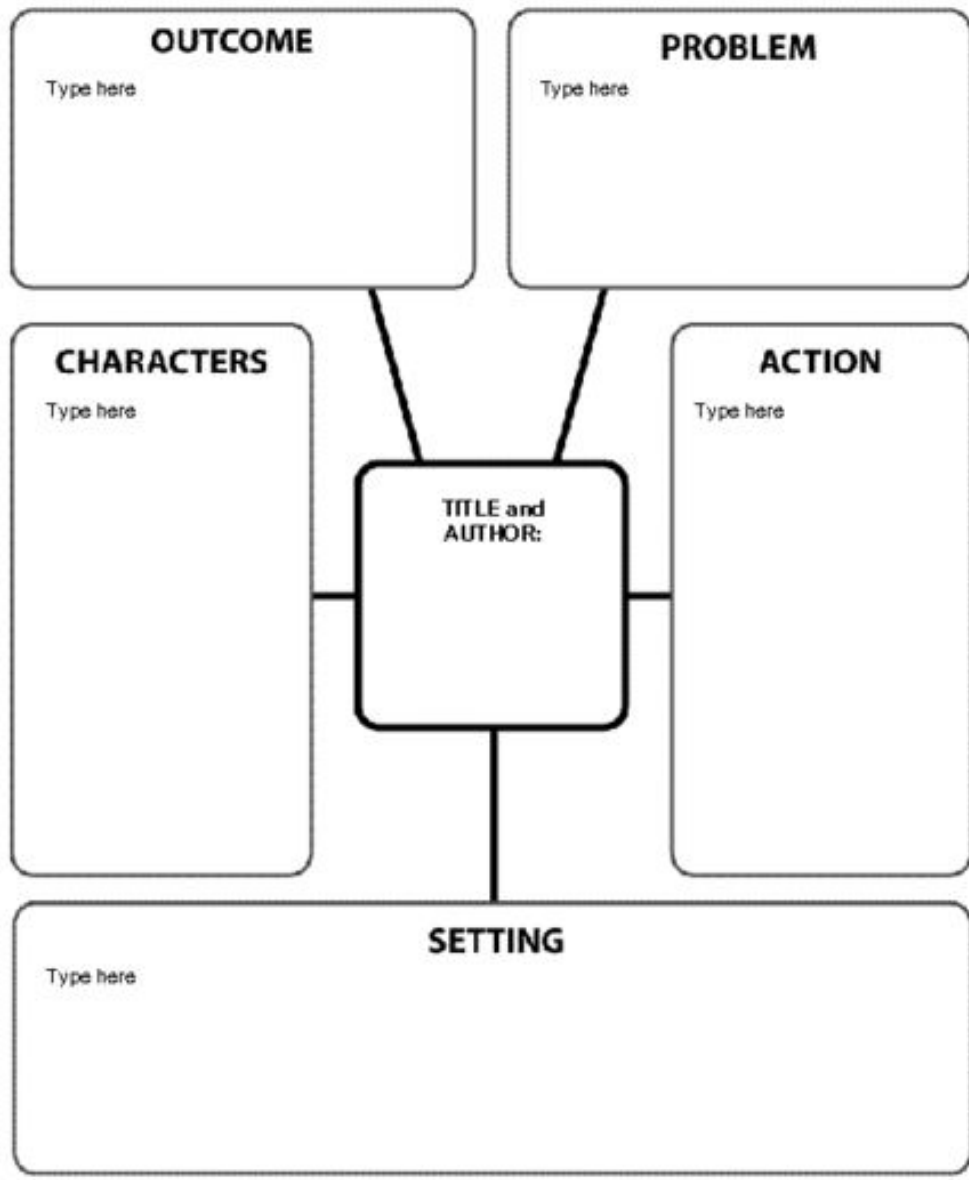 OUTCOME
Type here
PROBLEM
Type here
CHARACTERS
Type here
ACTION
Type here
TITLE and
AUTHOR:
SETTING
Type here